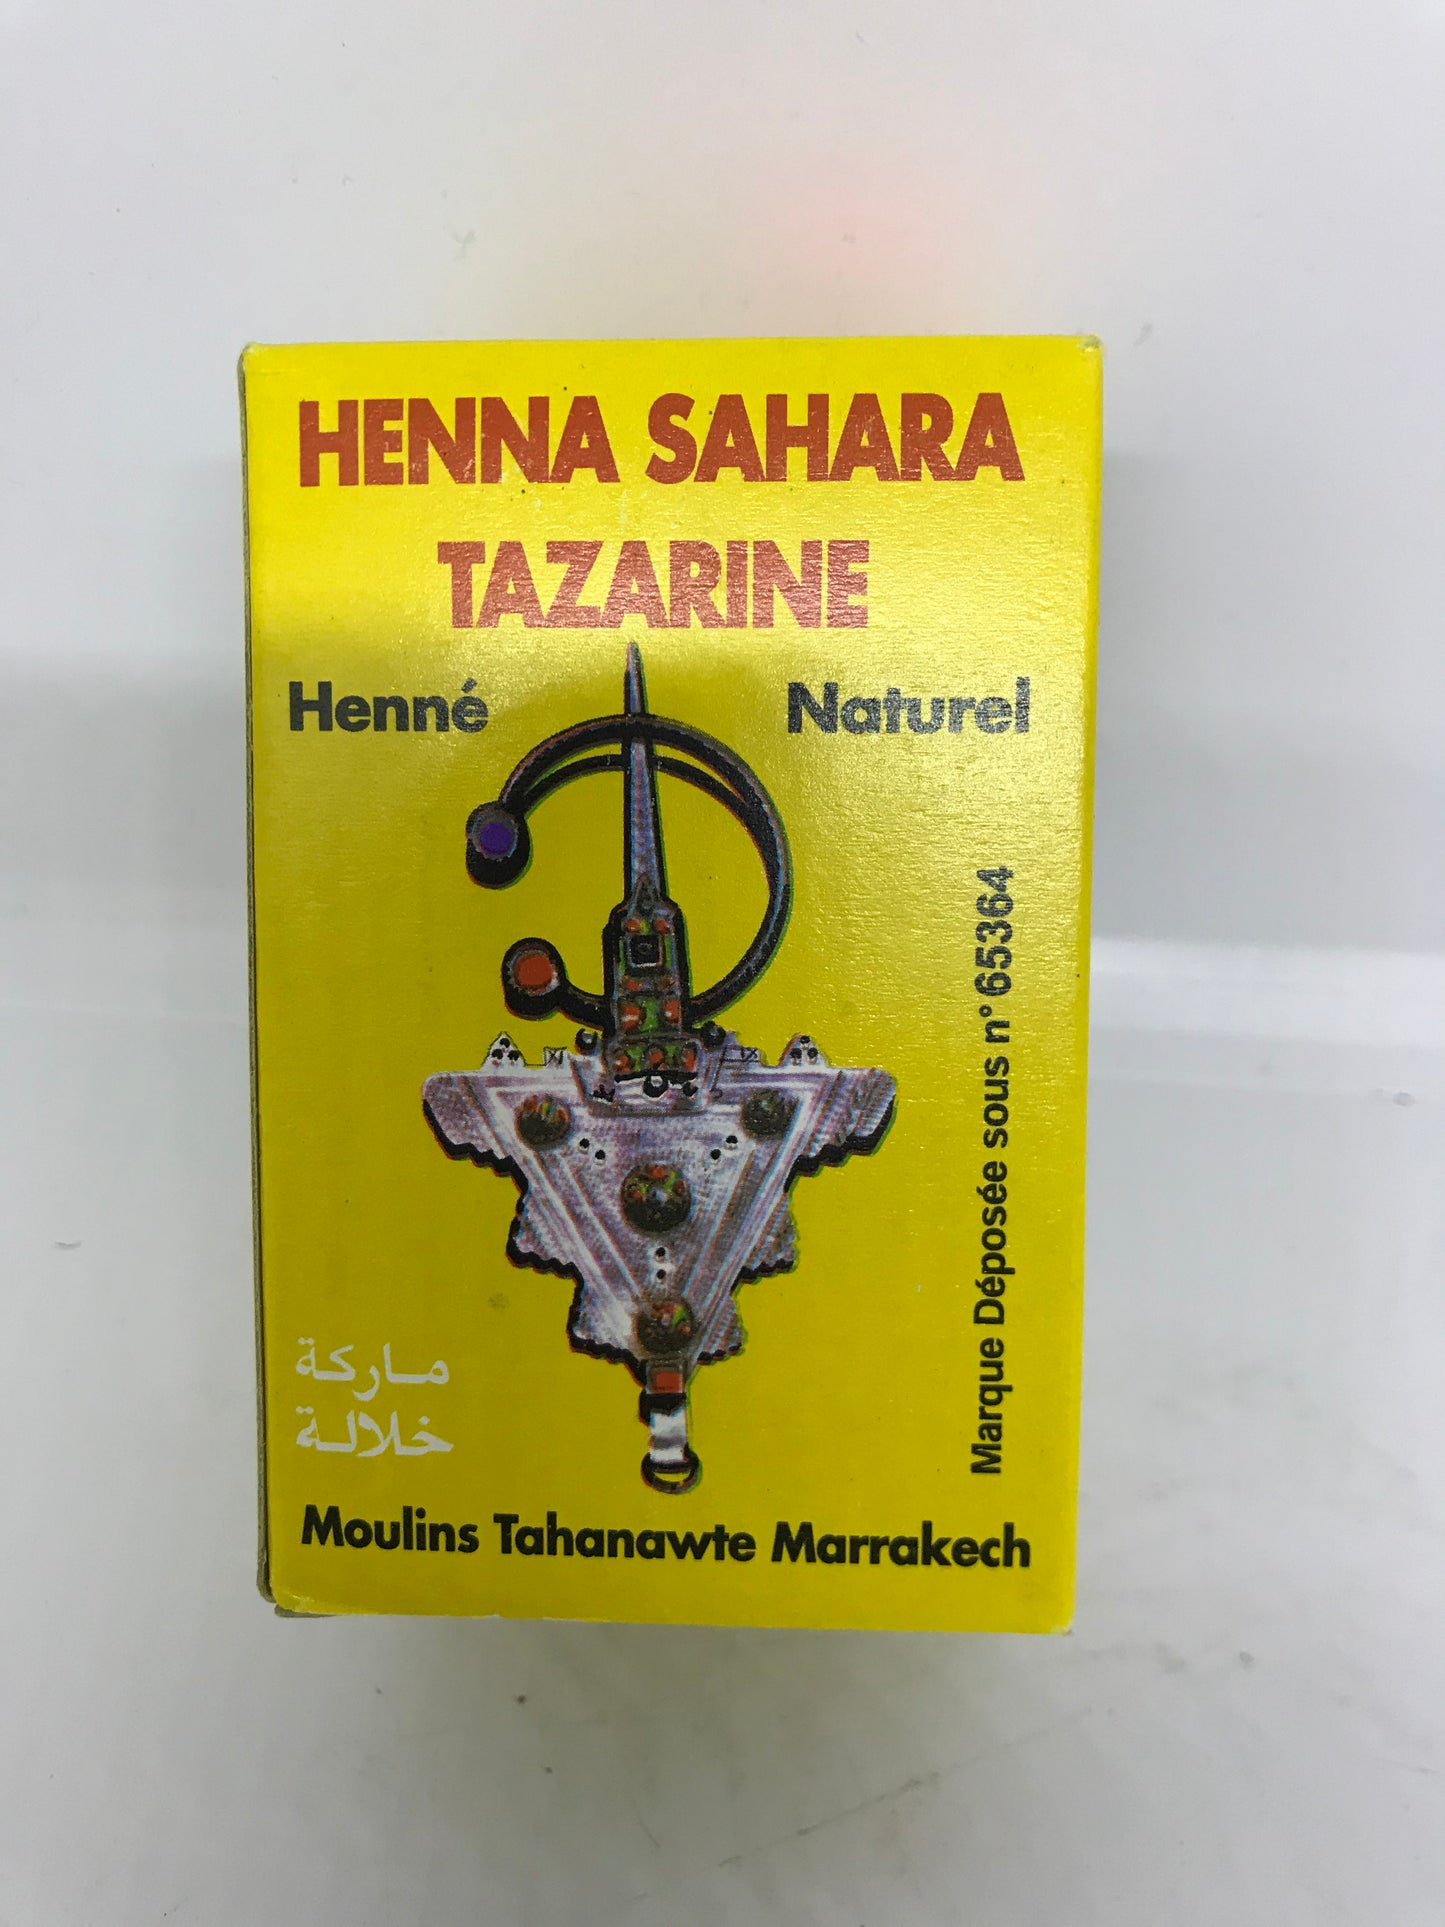 HENNA SAHARA
TAZARINE
Henné Naturel
Marque Déposée sous n° 65364
ماركة
خلالة
Moulins Tahanawte Marrakech